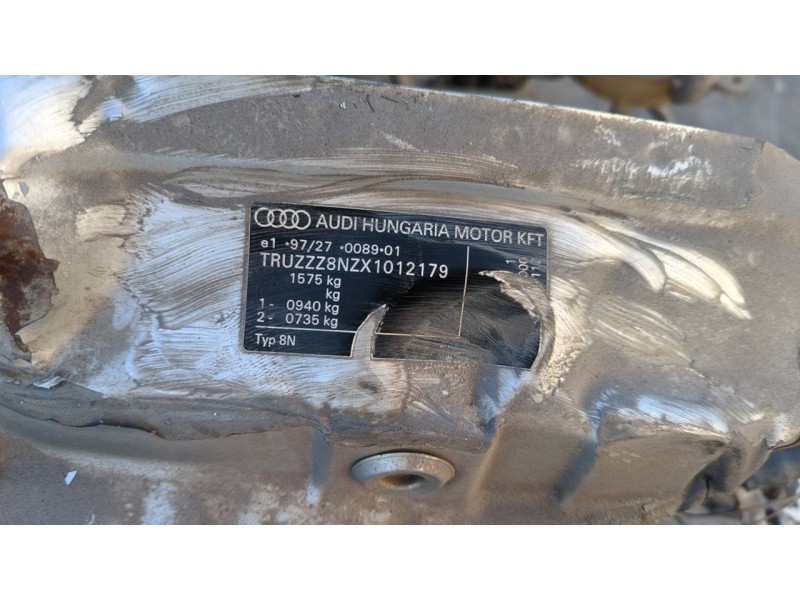 AUDI HUNGARIA MOTOR KFT
e1 *97/27 *0089*01
TRUZZZ8NZX1012179
1575 kg
kg
1- 0940 kg
2- 0735 kg
Typ 8N